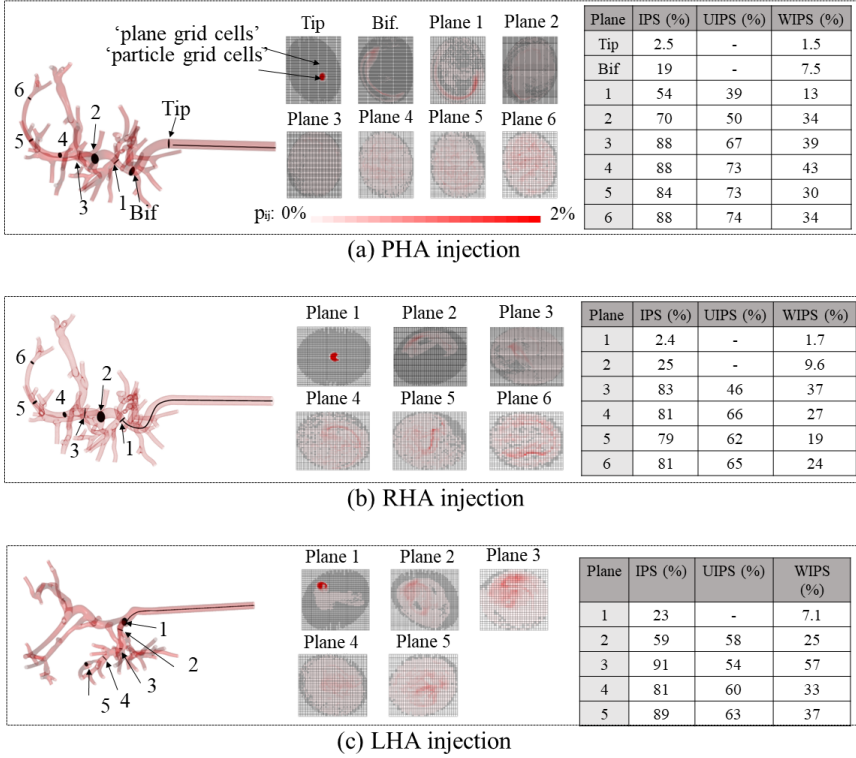 Tip Bif. Plane 1 Plane 2
‘plane grid cells’
‘particle grid cells’
6
5
4
2
3
1
Tip
Bif
Plane 3 Plane 4 Plane 5 Plane 6
pᵢⱼ: 0% 2%
Plane IPS (%) UIPS (%) WIPS (%)
Tip 2.5 - 1.5
Bif 19 - 7.5
1 54 39 13
2 70 50 34
3 88 67 39
4 88 73 43
5 84 73 30
6 88 74 34
(a) PHA injection
6
5
4
2
3
1
Plane 1 Plane 2 Plane 3
Plane 4 Plane 5 Plane 6
Plane IPS (%) UIPS (%) WIPS (%)
1 2.4 - 1.7
2 25 - 9.6
3 83 46 37
4 81 66 27
5 79 62 19
6 81 65 24
(b) RHA injection
1
2
3
4
5
Plane 1 Plane 2 Plane 3
Plane 4 Plane 5
Plane IPS (%) UIPS (%) WIPS
(%)
1 23 - 7.1
2 59 58 25
3 91 54 57
4 81 60 33
5 89 63 37
(c) LHA injection